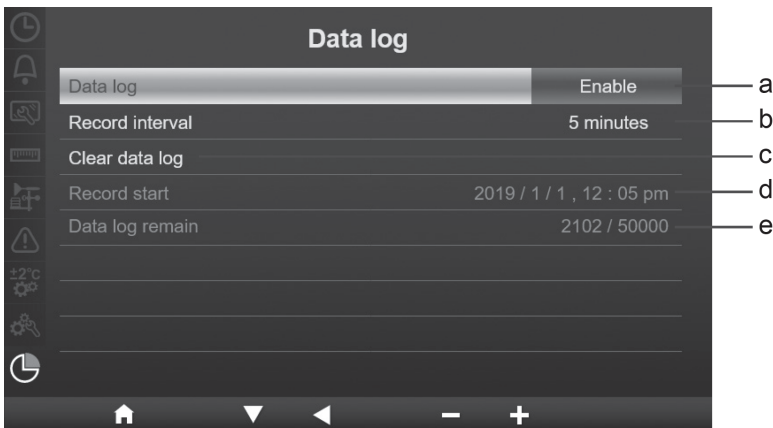 Data log
Data log Enable a
Record interval 5 minutes b
Clear data log c
Record start 2019 / 1 / 1 , 12 : 05 pm d
Data log remain 2102 / 50000 e
±2°C